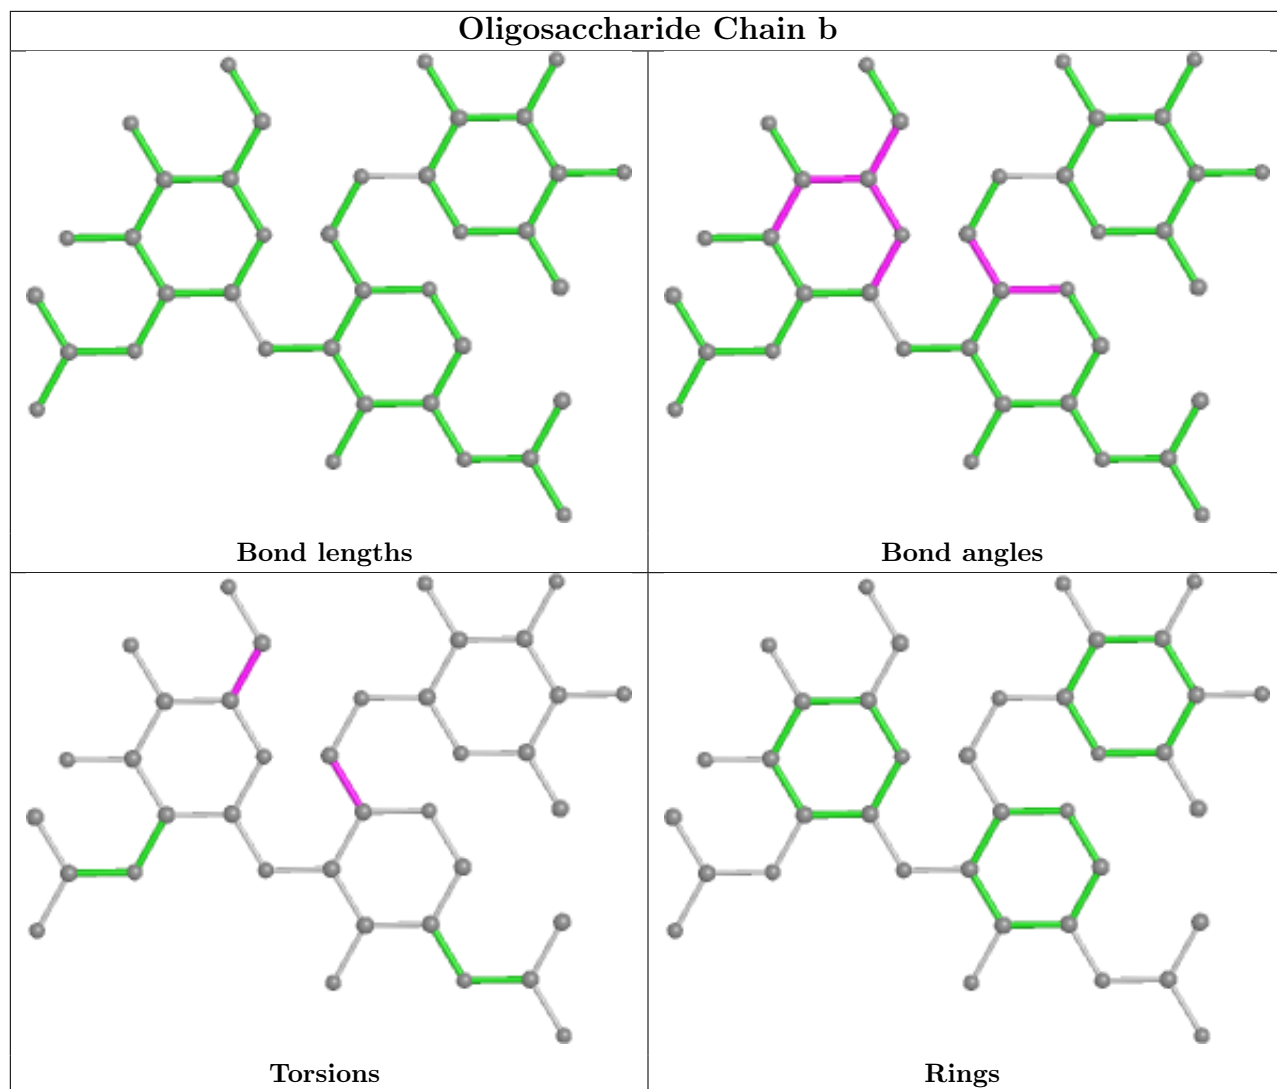 Oligosaccharide Chain b
Bond lengths
Bond angles
Torsions
Rings